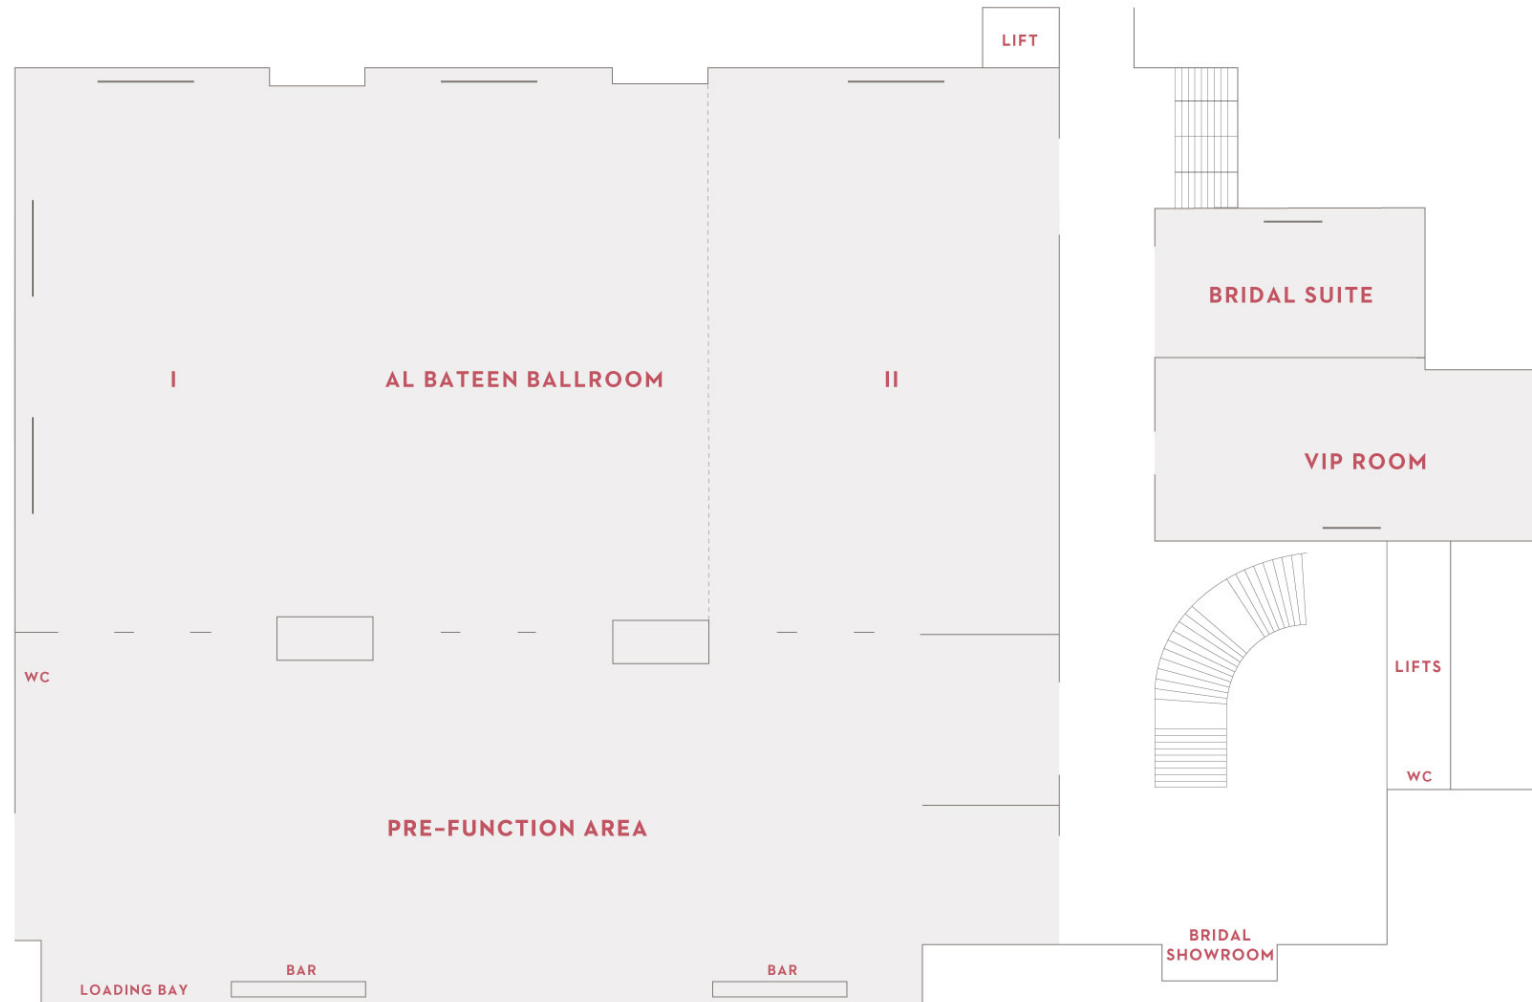 LIFT
BRIDAL SUITE
I
AL BATEEN BALLROOM
II
VIP ROOM
WC
LIFTS
WC
PRE-FUNCTION AREA
BRIDAL
SHOWROOM
BAR
BAR
LOADING BAY